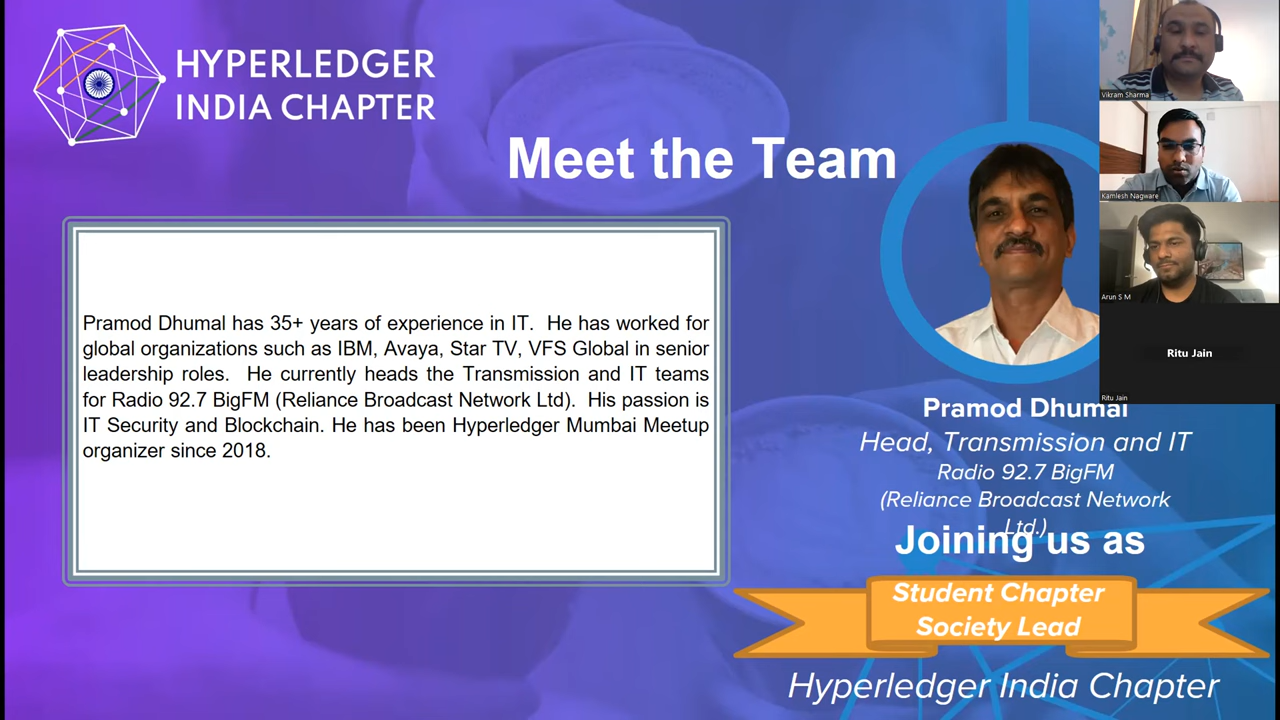 HYPERLEDGER
INDIA CHAPTER
Meet the Team
Pramod Dhumal has 35+ years of experience in IT. He has worked for
global organizations such as IBM, Avaya, Star TV, VFS Global in senior
leadership roles. He currently heads the Transmission and IT teams
for Radio 92.7 BigFM (Reliance Broadcast Network Ltd). His passion is
IT Security and Blockchain. He has been Hyperledger Mumbai Meetup
organizer since 2018.
Pramod Dhumal
Head, Transmission and IT
Radio 92.7 BigFM
(Reliance Broadcast Network
Ltd.)
Joining us as
Student Chapter
Society Lead
Hyperledger India Chapter
Vikram Sharma
Kamlesh Nagware
Arun S M
Ritu Jain
Ritu Jain